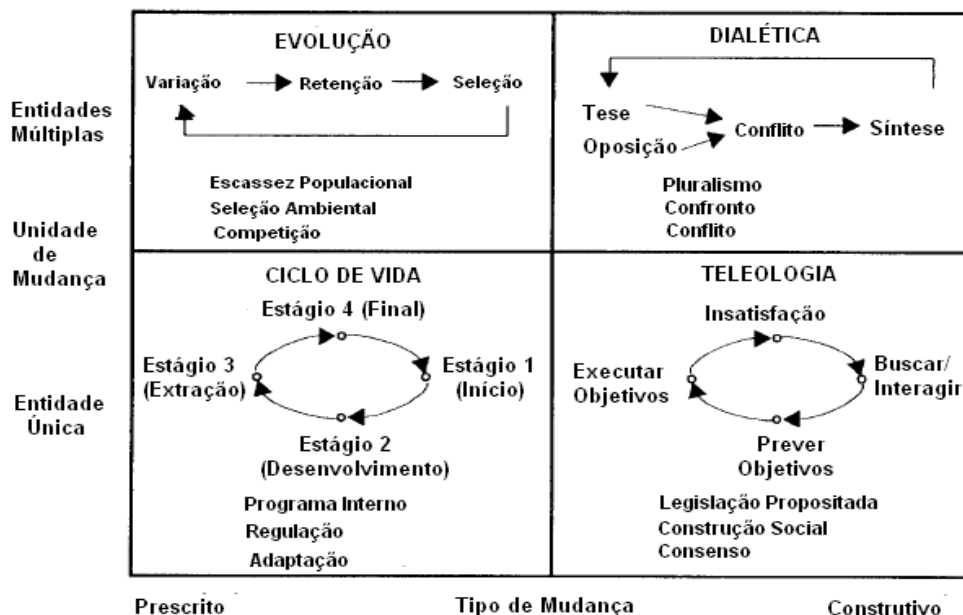 EVOLUÇÃO
Variação Retenção Seleção
Escassez Populacional
Seleção Ambiental
Competição
DIALÉTICA
Tese
Oposição
Conflito
Síntese
Pluralismo
Confronto
Conflito
Entidades
Múltiplas
Unidade
de
Mudança
Entidade
Única
CICLO DE VIDA
Estágio 4 (Final)
Estágio 3
(Extração)
Estágio 1
(Início)
Estágio 2
(Desenvolvimento)
Programa Interno
Regulação
Adaptação
TELEOLOGIA
Insatisfação
Executar
Objetivos
Buscar/
Interagir
Prever
Objetivos
Legislação Propositada
Construção Social
Consenso
Prescrito Tipo de Mudança Construtivo